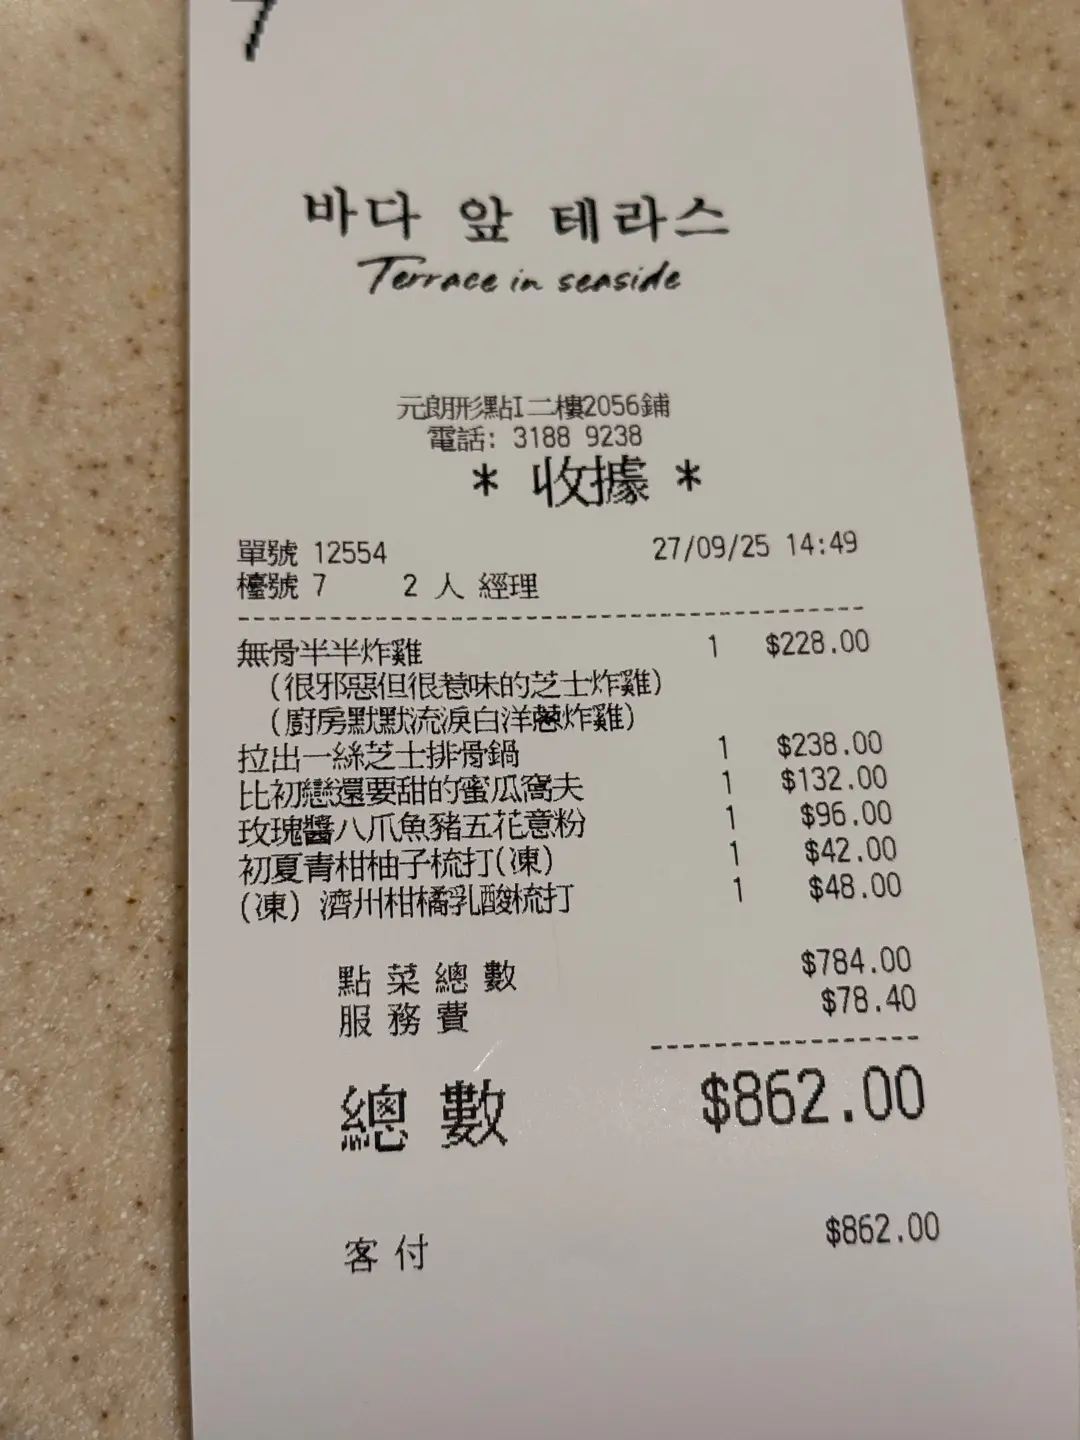 7
바다 앞 테라스
Terrace in seaside
元朗形點I二樓2056鋪
電話: 3188 9238
* 收據 *
單號 12554 27/09/25 14:49
檯號 7 2 人 經理
無骨半半炸雞 1 $228.00
(很邪惡但很惹味的芝士炸雞)
(廚房默默流淚白洋蔥炸雞)
拉出一絲芝士排骨鍋 1 $238.00
比初戀還要甜的蜜瓜窩夫 1 $132.00
玫瑰醬八爪魚豬五花意粉 1 $96.00
初夏青柑柚子梳打(凍) 1 $42.00
(凍) 濟州柑橘乳酸梳打 1 $48.00
點菜總數 $784.00
服務費 $78.40
總數 $862.00
客付 $862.00